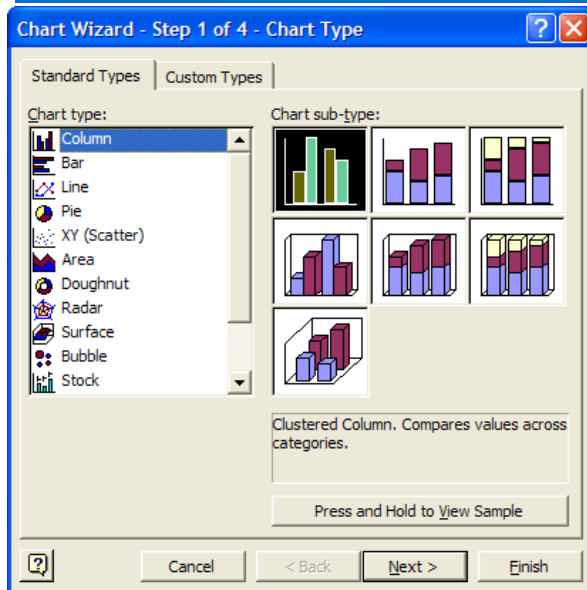 Chart Wizard - Step 1 of 4 - Chart Type
Standard Types
Custom Types
Chart type:
Column
Bar
Line
Pie
XY (Scatter)
Area
Doughnut
Radar
Surface
Bubble
Stock
Chart sub-type:
Clustered Column. Compares values across
categories.
Press and Hold to View Sample
Cancel
< Back
Next >
Finish